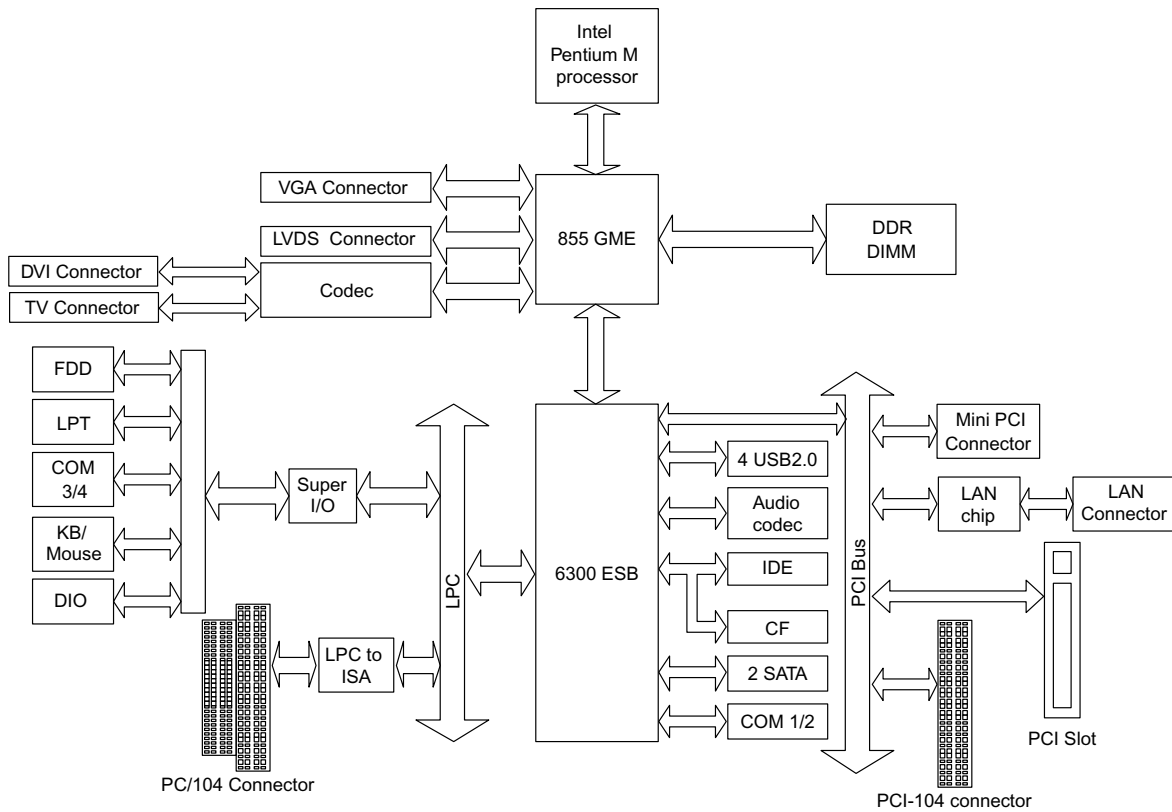 Intel
Pentium M
processor
VGA Connector
LVDS Connector
855 GME
DDR
DIMM
DVI Connector
TV Connector
Codec
FDD
LPT
COM
3/4
KB/
Mouse
DIO
Super
I/O
LPC to
ISA
PC/104 Connector
LPC
6300 ESB
4 USB2.0
Audio
codec
IDE
CF
2 SATA
COM 1/2
PCI Bus
Mini PCI
Connector
LAN
chip
LAN
Connector
PCI Slot
PCI-104 connector